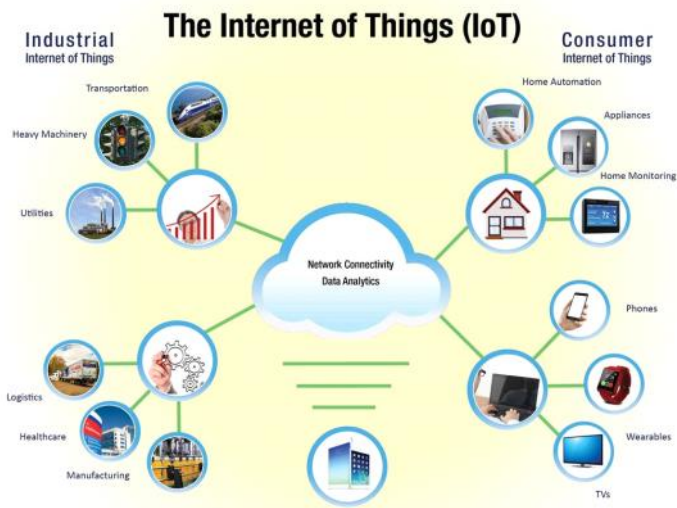 The Internet of Things (IoT)
Industrial
Internet of Things
Consumer
Internet of Things
Transportation
Heavy Machinery
Utilities
Home Automation
Appliances
Home Monitoring
Network Connectivity
Data Analytics
Phones
Logistics
Healthcare
Manufacturing
Wearables
TVs